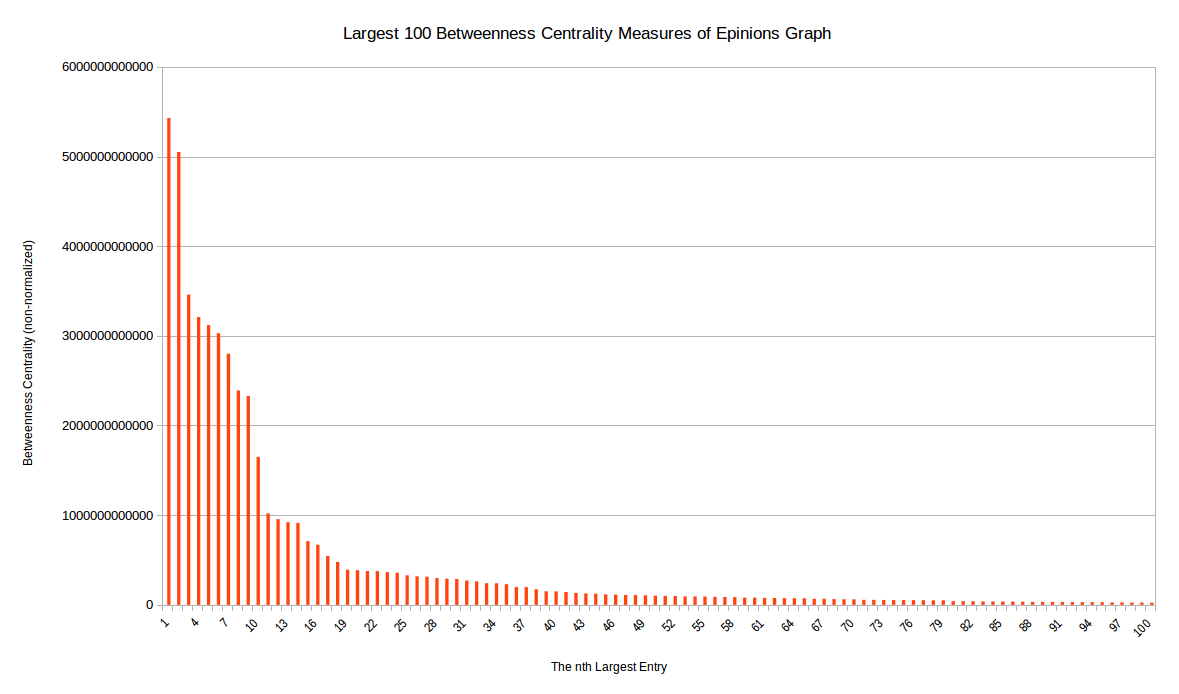 Largest 100 Betweenness Centrality Measures of Epinions Graph
6000000000000
5000000000000
4000000000000
3000000000000
2000000000000
1000000000000
0
Betweenness Centrality (non-normalized)
1 4 7 10 13 16 19 22 25 28 31 34 37 40 43 46 49 52 55 58 61 64 67 70 73 76 79 82 85 88 91 94 97 100
The nth Largest Entry